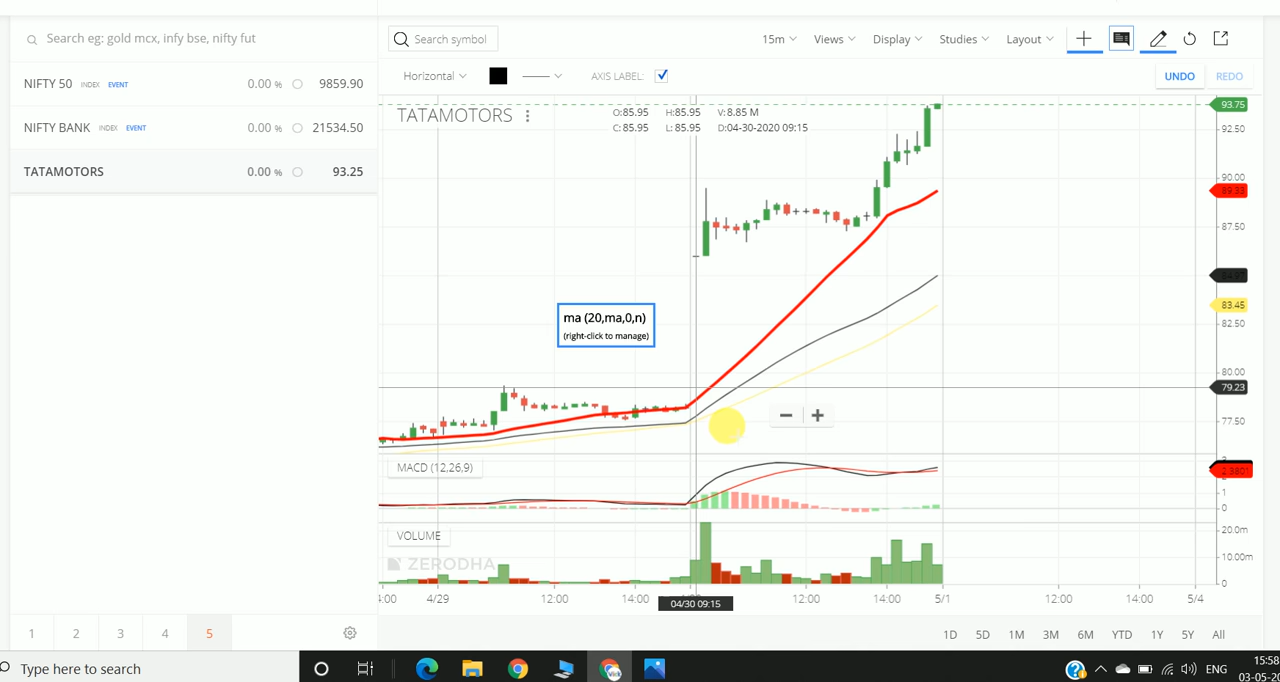 Search eg: gold mcx, infy bse, nifty fut
NIFTY 50 INDEX EVENT 0.00 % 9859.90
NIFTY BANK INDEX EVENT 0.00 % 21534.50
TATAMOTORS 0.00 % 93.25
1 2 3 4 5
Search symbol
15m Views Display Studies Layout
Horizontal AXIS LABEL: UNDO REDO
TATAMOTORS
O:85.95 H:85.95 V:8.85 M
C:85.95 L:85.95 D:04-30-2020 09:15
93.75
92.50
90.00
89.33
87.50
83.45
82.50
80.00
79.23
77.50
ma (20,ma,0,n)
(right-click to manage)
MACD (12,26,9)
2.3801
1
0
VOLUME
20.0m
10.00m
0
ZERODHA
4/29 12:00 14:00 04/30 09:15 12:00 14:00 5/1 12:00 14:00 5/4
1D 5D 1M 3M 6M YTD 1Y 5Y All
Type here to search
ENG
15:58